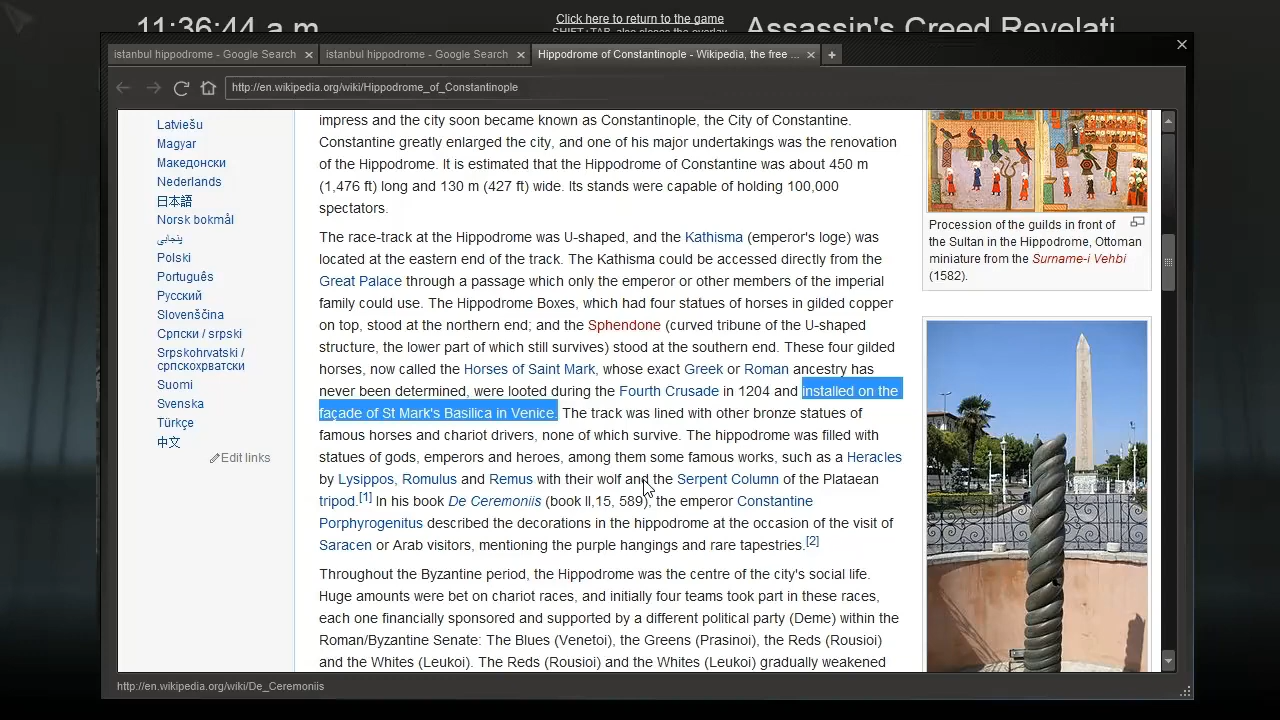 11:36:44 a.m
Click here to return to the game
Assassin's Creed Revelati
istanbul hippodrome - Google Search
istanbul hippodrome - Google Search
Hippodrome of Constantinople - Wikipedia, the free ...
http://en.wikipedia.org/wiki/Hippodrome_of_Constantinople
Latviešu
Magyar
Македонски
Nederlands
日本語
Norsk bokmål
پنجابی
Polski
Português
Русский
Slovenščina
Српски / srpski
Srpskohrvatski /
српскохрватски
Suomi
Svenska
Türkçe
中文
Edit links
impress and the city soon became known as Constantinople, the City of Constantine.
Constantine greatly enlarged the city, and one of his major undertakings was the renovation
of the Hippodrome. It is estimated that the Hippodrome of Constantine was about 450 m
(1,476 ft) long and 130 m (427 ft) wide. Its stands were capable of holding 100,000
spectators.
The race-track at the Hippodrome was U-shaped, and the Kathisma (emperor's loge) was
located at the eastern end of the track. The Kathisma could be accessed directly from the
Great Palace through a passage which only the emperor or other members of the imperial
family could use. The Hippodrome Boxes, which had four statues of horses in gilded copper
on top, stood at the northern end; and the Sphendone (curved tribune of the U-shaped
structure, the lower part of which still survives) stood at the southern end. These four gilded
horses, now called the Horses of Saint Mark, whose exact Greek or Roman ancestry has
never been determined, were looted during the Fourth Crusade in 1204 and installed on the
façade of St Mark's Basilica in Venice. The track was lined with other bronze statues of
famous horses and chariot drivers, none of which survive. The hippodrome was filled with
statues of gods, emperors and heroes, among them some famous works, such as a Heracles
by Lysippos, Romulus and Remus with their wolf and the Serpent Column of the Plataean
tripod.[1] In his book De Ceremoniis (book II,15, 589), the emperor Constantine
Porphyrogenitus described the decorations in the hippodrome at the occasion of the visit of
Saracen or Arab visitors, mentioning the purple hangings and rare tapestries.[2]
Throughout the Byzantine period, the Hippodrome was the centre of the city's social life.
Huge amounts were bet on chariot races, and initially four teams took part in these races,
each one financially sponsored and supported by a different political party (Deme) within the
Roman/Byzantine Senate: The Blues (Venetoi), the Greens (Prasinoi), the Reds (Rousioi)
and the Whites (Leukoi). The Reds (Rousioi) and the Whites (Leukoi) gradually weakened
Procession of the guilds in front of
the Sultan in the Hippodrome, Ottoman
miniature from the Surname-i Vehbi
(1582).
http://en.wikipedia.org/wiki/De_Ceremoniis